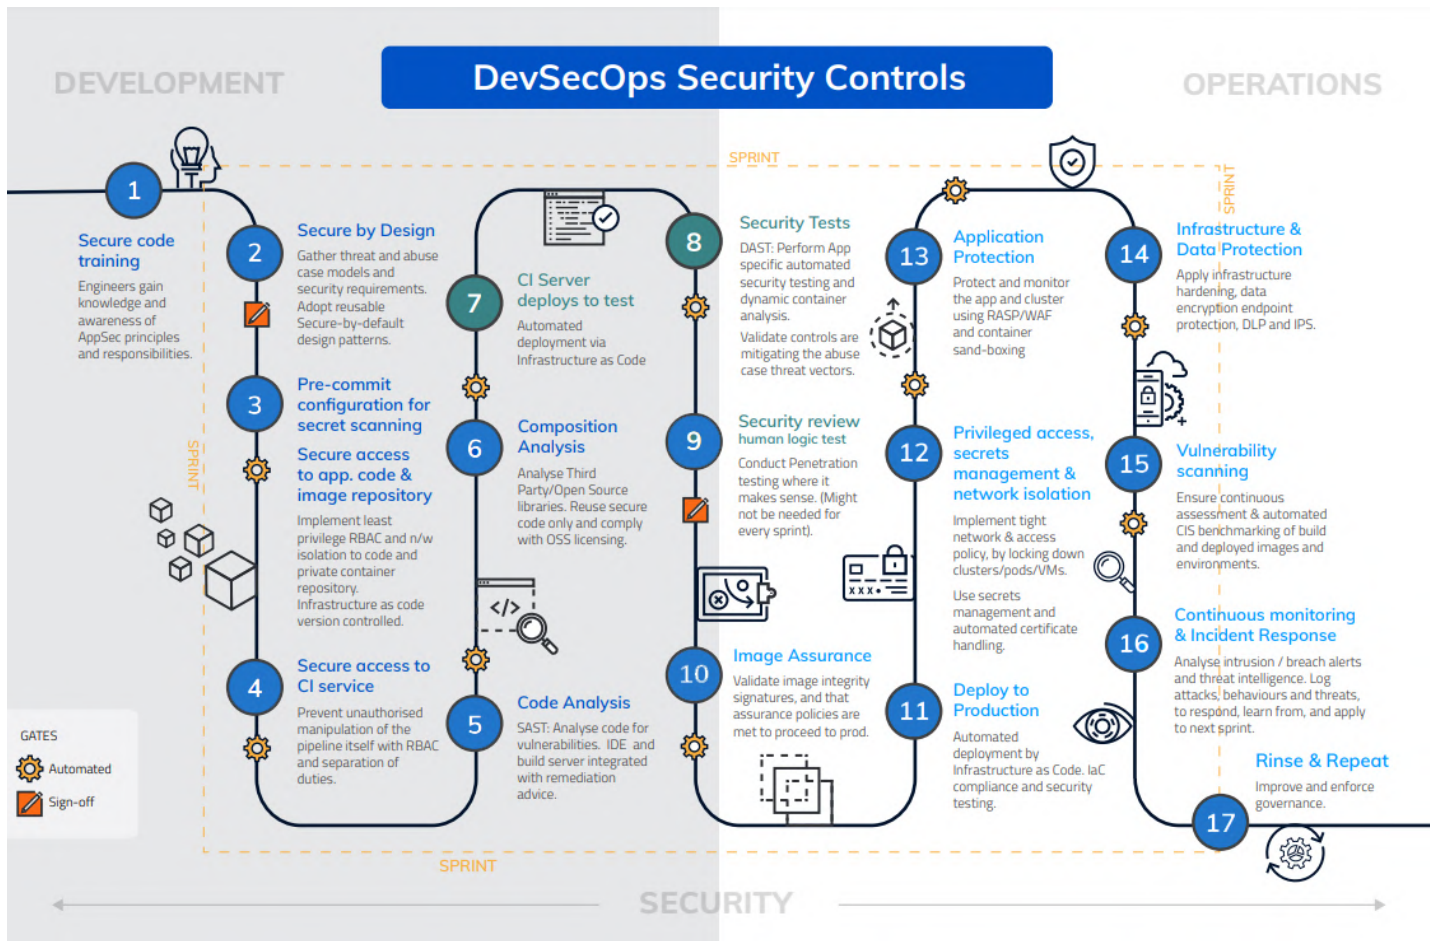 DEVELOPMENT
DevSecOps Security Controls
OPERATIONS
SPRINT
SPRINT
SPRINT
SPRINT
1
Secure code
training
Engineers gain
knowledge and
awareness of
AppSec principles
and responsibilities.
2
Secure by Design
Gather threat and abuse
case models and
security requirements.
Adopt reusable
Secure-by-default
design patterns.
3
Pre-commit
configuration for
secret scanning
Secure access
to app. code &
image repository
Implement least
privilege RBAC and n/w
isolation to code and
private container
repository.
Infrastructure as code
version controlled.
4
Secure access to
CI service
Prevent unauthorised
manipulation of the
pipeline itself with RBAC
and separation of
duties.
5
Code Analysis
SAST: Analyse code for
vulnerabilities. IDE and
build server integrated
with remediation
advice.
6
Composition
Analysis
Analyse Third
Party/Open Source
libraries. Reuse secure
code only and comply
with OSS licensing.
</>
7
CI Server
deploys to test
Automated
deployment via
Infrastructure as Code
8
Security Tests
DAST: Perform App
specific automated
security testing and
dynamic container
analysis.
Validate controls are
mitigating the abuse
case threat vectors.
9
Security review
human logic test
Conduct Penetration
testing where it
makes sense. (Might
not be needed for
every sprint).
10
Image Assurance
Validate image integrity
signatures, and that
assurance policies are
met to proceed to prod.
11
Deploy to
Production
Automated
deployment by
Infrastructure as Code. IaC
compliance and security
testing.
12
Privileged access,
secrets
management &
network isolation
Implement tight
network & access
policy, by locking down
clusters/pods/VMs.
Use secrets
management and
automated certificate
handling.
13
Application
Protection
Protect and monitor
the app and cluster
using RASP/WAF
and container
sand-boxing
14
Infrastructure &
Data Protection
Apply infrastructure
hardening, data
encryption endpoint
protection, DLP and IPS.
15
Vulnerability
scanning
Ensure continuous
assessment & automated
CIS benchmarking of build
and deployed images and
environments.
16
Continuous monitoring
& Incident Response
Analyse intrusion / breach alerts
and threat intelligence. Log
attacks, behaviours and threats,
to respond, learn from, and apply
to next sprint.
17
Rinse & Repeat
Improve and enforce
governance.
GATES
Automated
Sign-off
SECURITY